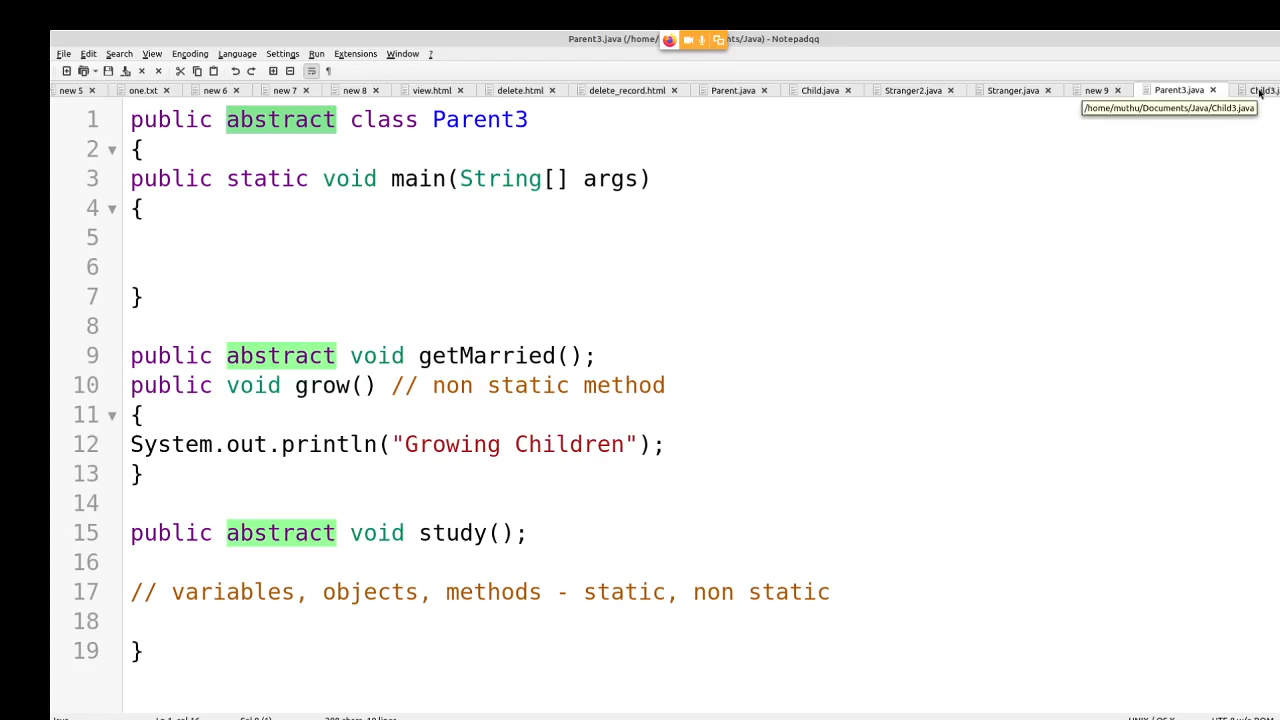 Parent3.java (/home/ nts/Java) - Notepadqq
File Edit Search View Encoding Language Settings Run Extensions Window ?
new 5 one.txt new 6 new 7 new 8 view.html delete.html delete_record.html Parent.java Child.java Stranger2.java Stranger.java new 9 Parent3.java Child3.j
/home/muthu/Documents/Java/Child3.java
1 public abstract class Parent3
2 {
3 public static void main(String[] args)
4 {
5
6
7 }
8
9 public abstract void getMarried();
10 public void grow() // non static method
11 {
12 System.out.println("Growing Children");
13 }
14
15 public abstract void study();
16
17 // variables, objects, methods - static, non static
18
19 }